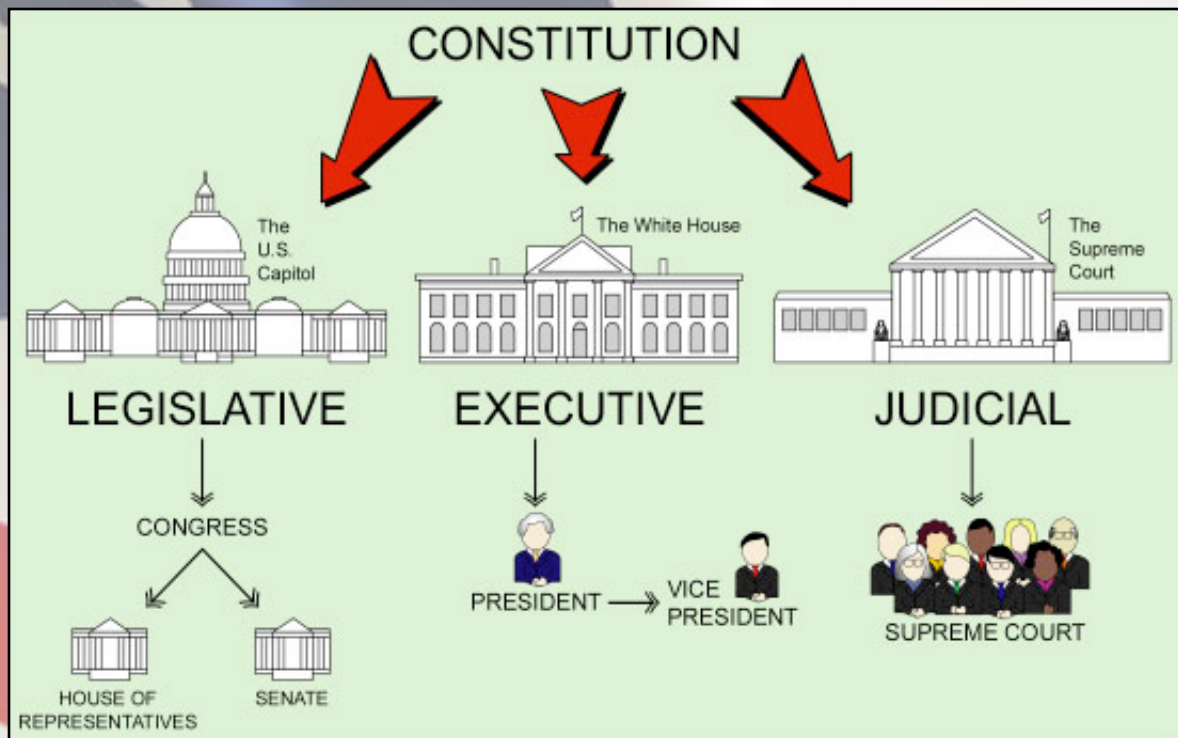 CONSTITUTION
The
U.S.
Capitol
The White House
The
Supreme
Court
LEGISLATIVE
EXECUTIVE
JUDICIAL
CONGRESS
PRESIDENT
VICE
PRESIDENT
SUPREME COURT
HOUSE OF
REPRESENTATIVES
SENATE